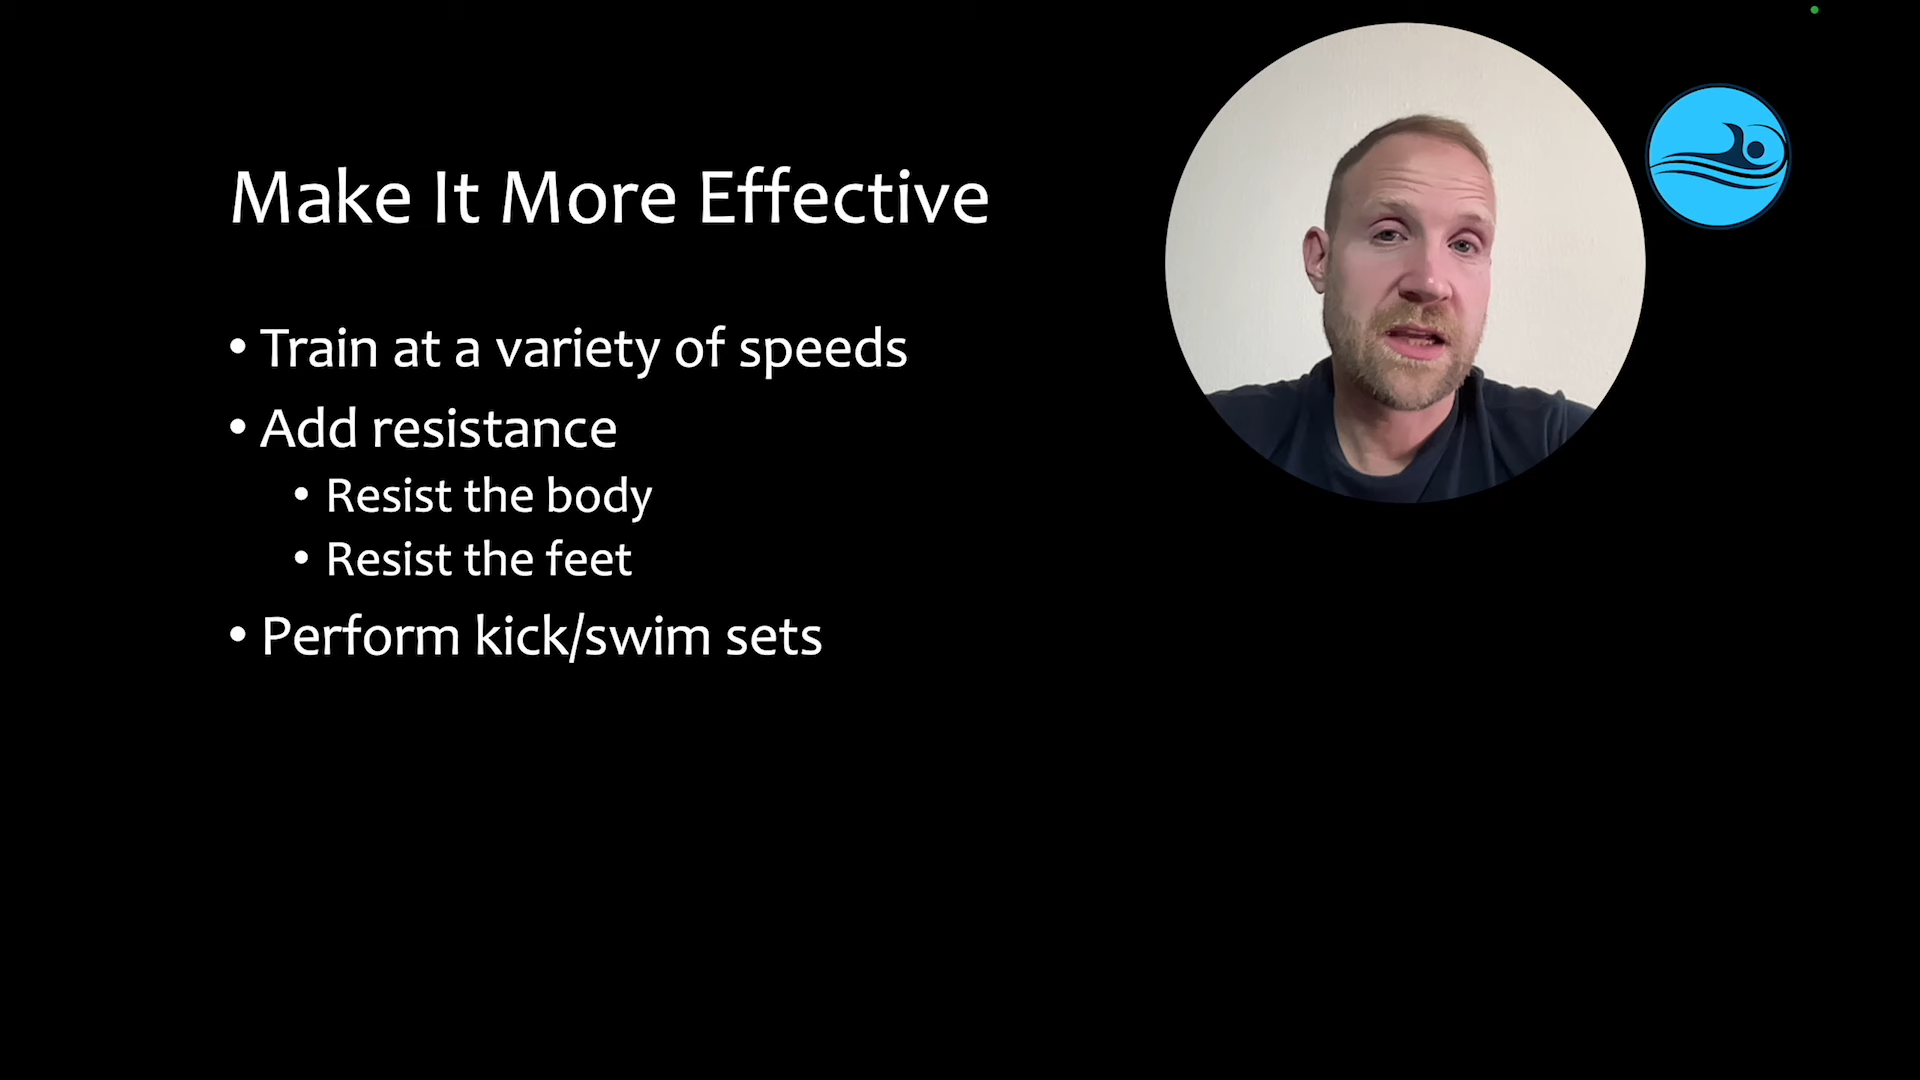 Make It More Effective
• Train at a variety of speeds
• Add resistance
• Resist the body
• Resist the feet
• Perform kick/swim sets